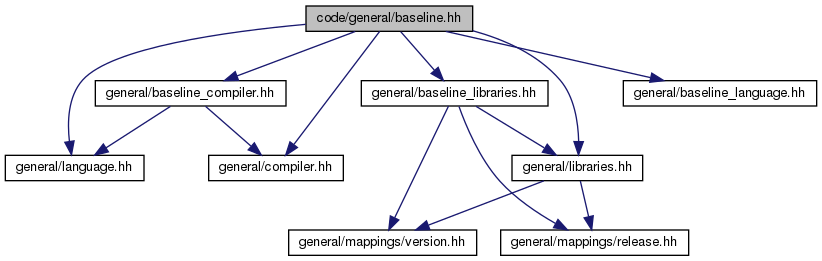 code/general/baseline.hh
general/baseline_compiler.hh
general/baseline_libraries.hh
general/baseline_language.hh
general/language.hh
general/compiler.hh
general/libraries.hh
general/mappings/version.hh
general/mappings/release.hh